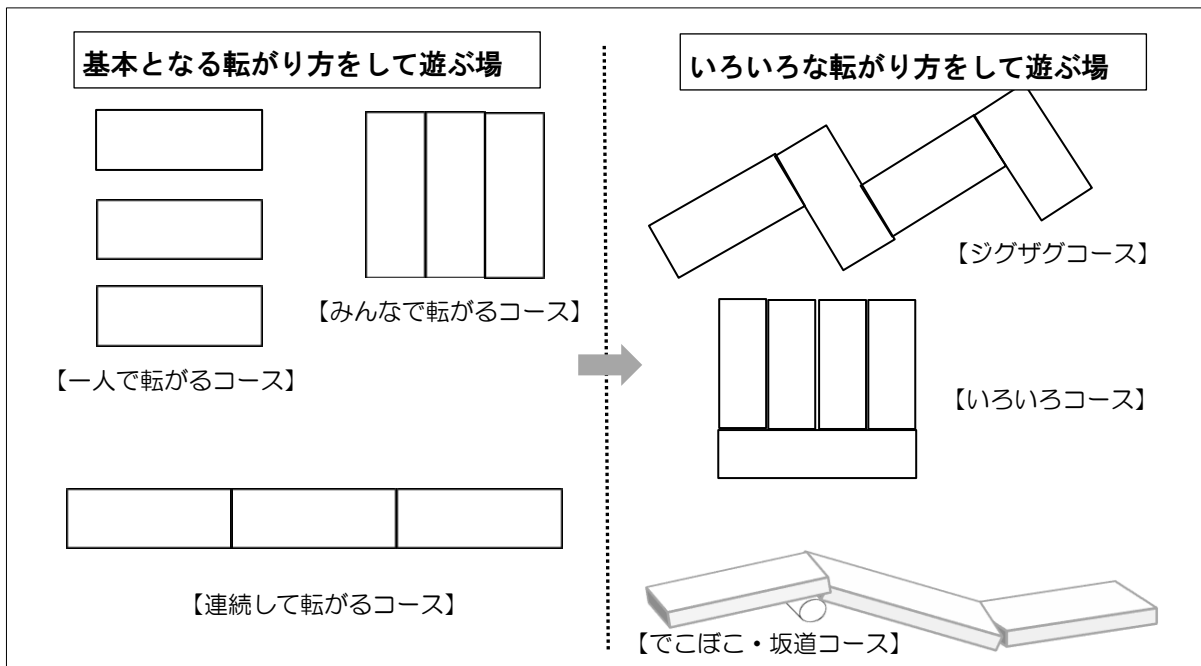 基本となる転がり方をして遊ぶ場
【みんなで転がるコース】
【一人で転がるコース】
【連続して転がるコース】
いろいろな転がり方をして遊ぶ場
【ジグザグコース】
【いろいろコース】
【でこぼこ・坂道コース】